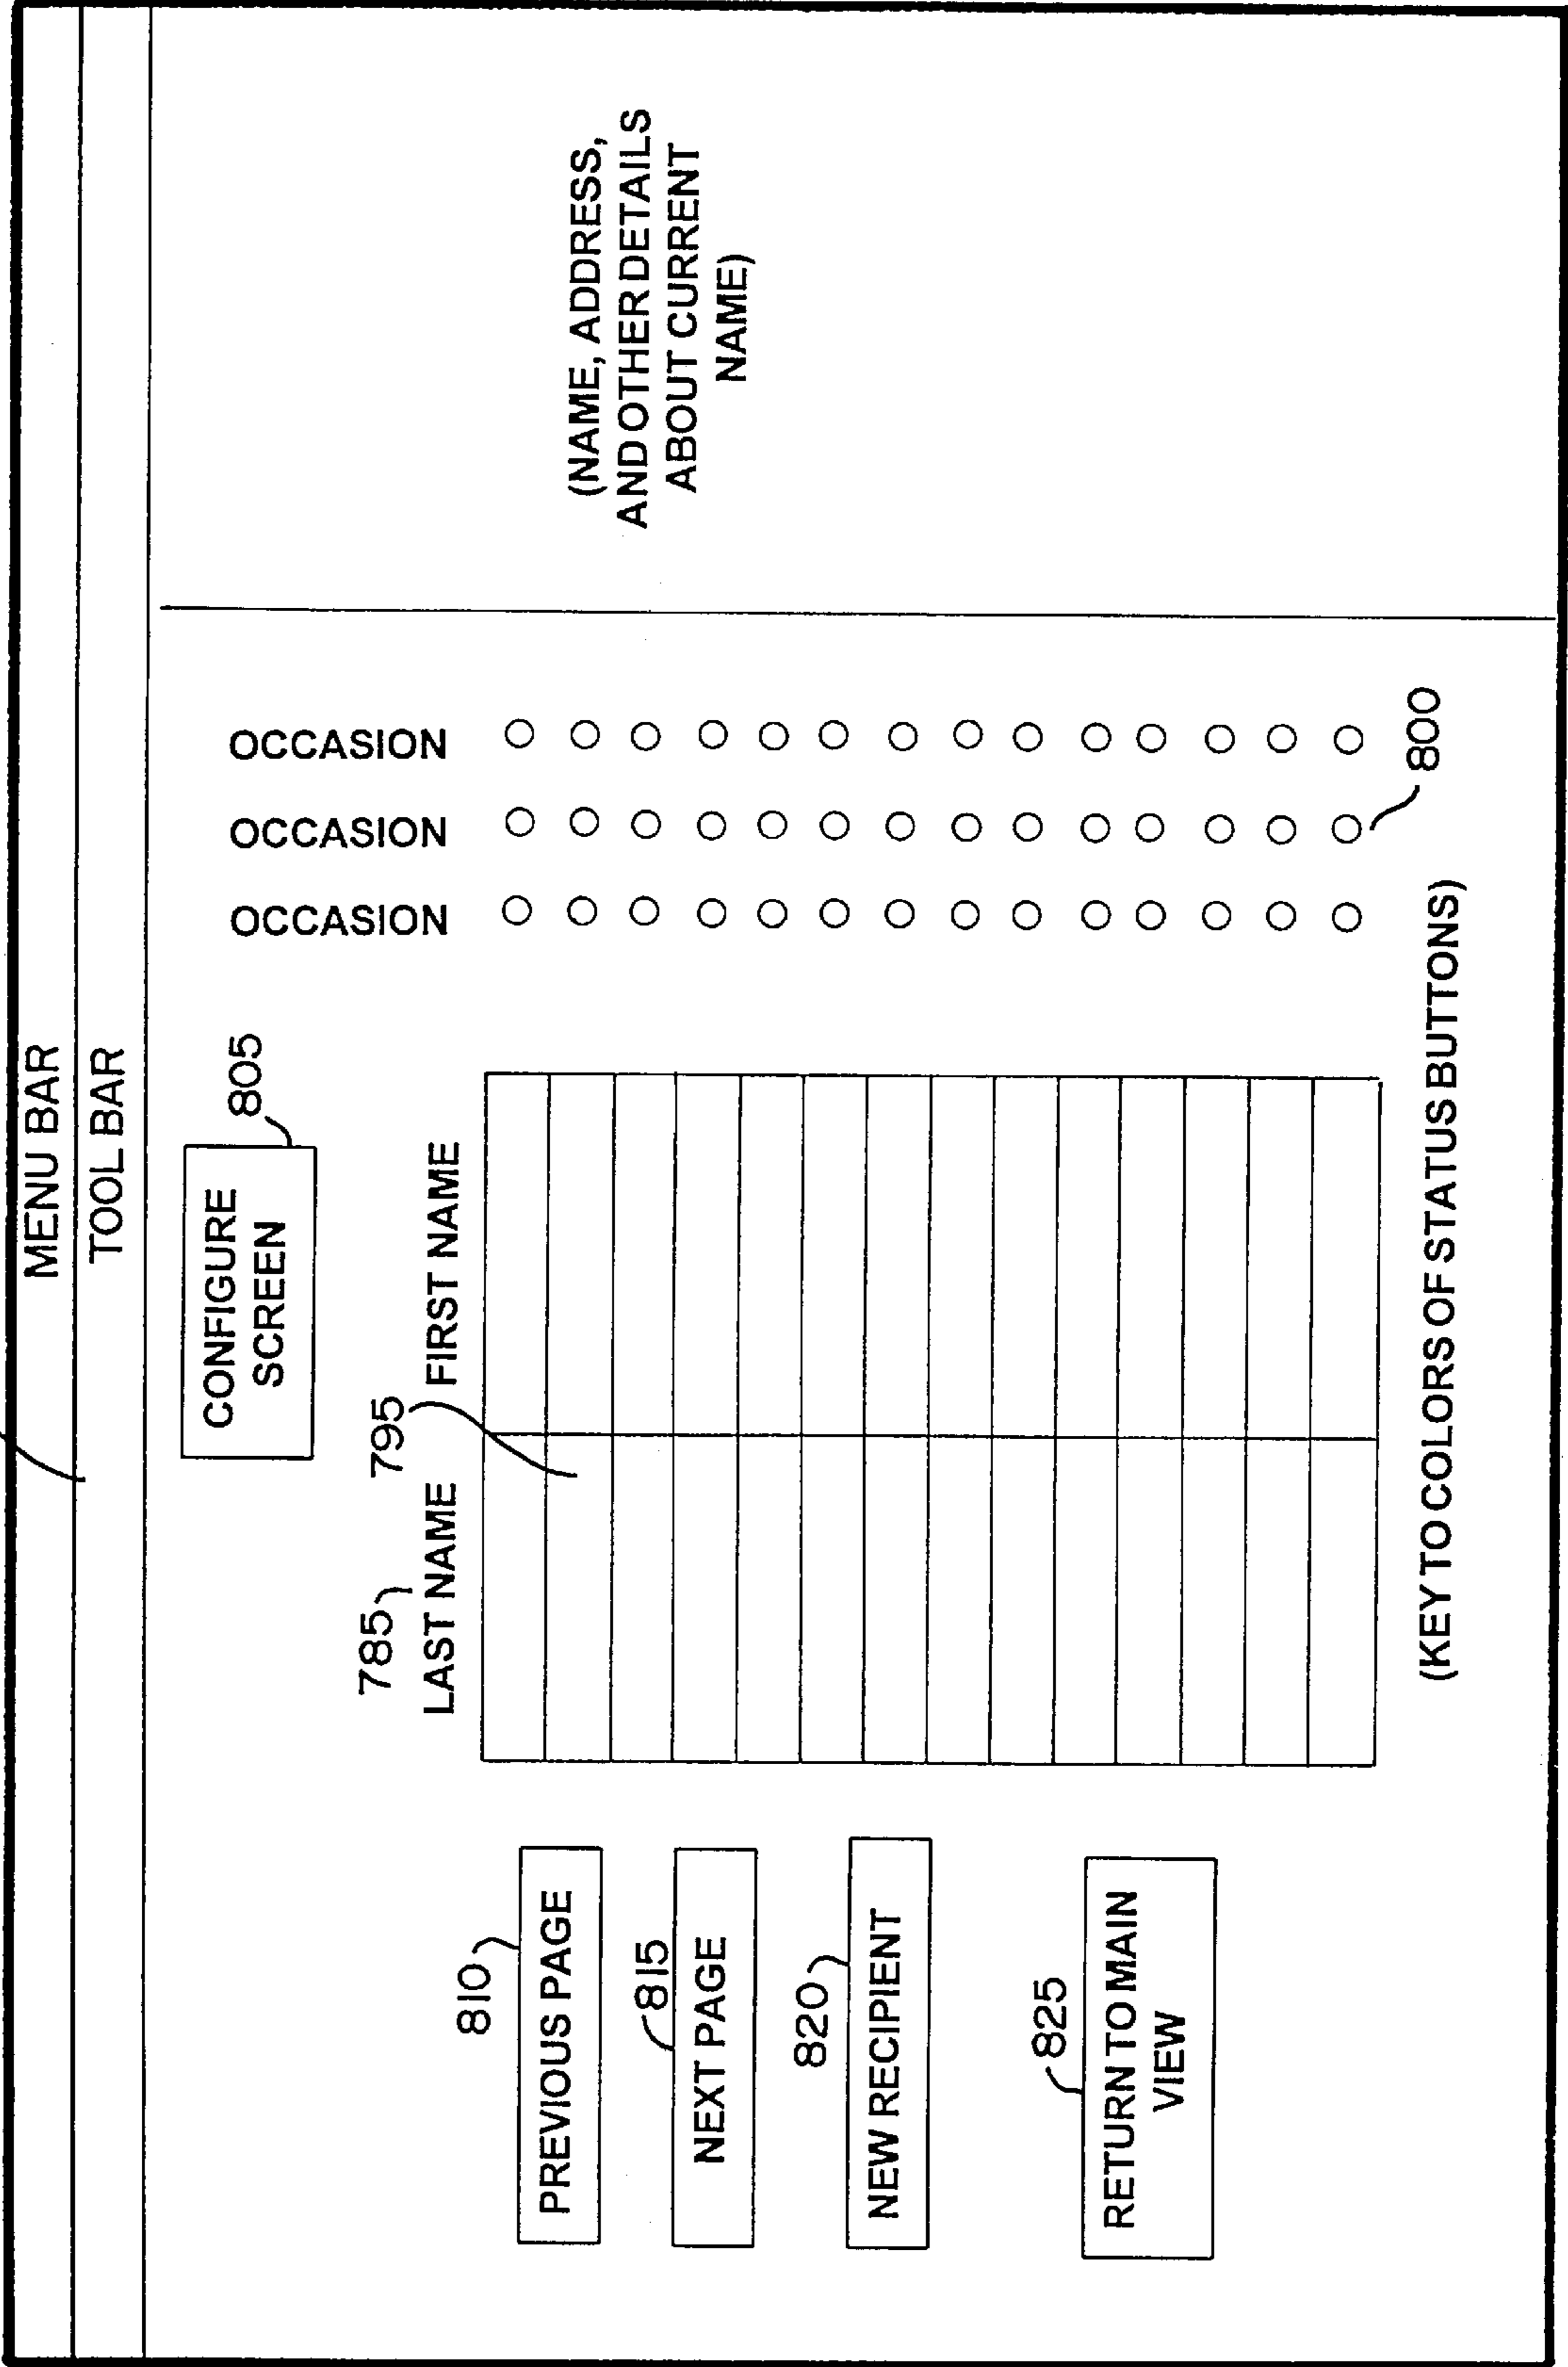 MENU BAR
TOOL BAR
CONFIGURE
SCREEN
805
785
795
LAST NAME
FIRST NAME
OCCASION
OCCASION
OCCASION
(NAME, ADDRESS,
AND OTHER DETAILS
ABOUT CURRENT
NAME)
810
PREVIOUS PAGE
815
NEXT PAGE
820
NEW RECIPIENT
825
RETURN TO MAIN
VIEW
800
(KEY TO COLORS OF STATUS BUTTONS)